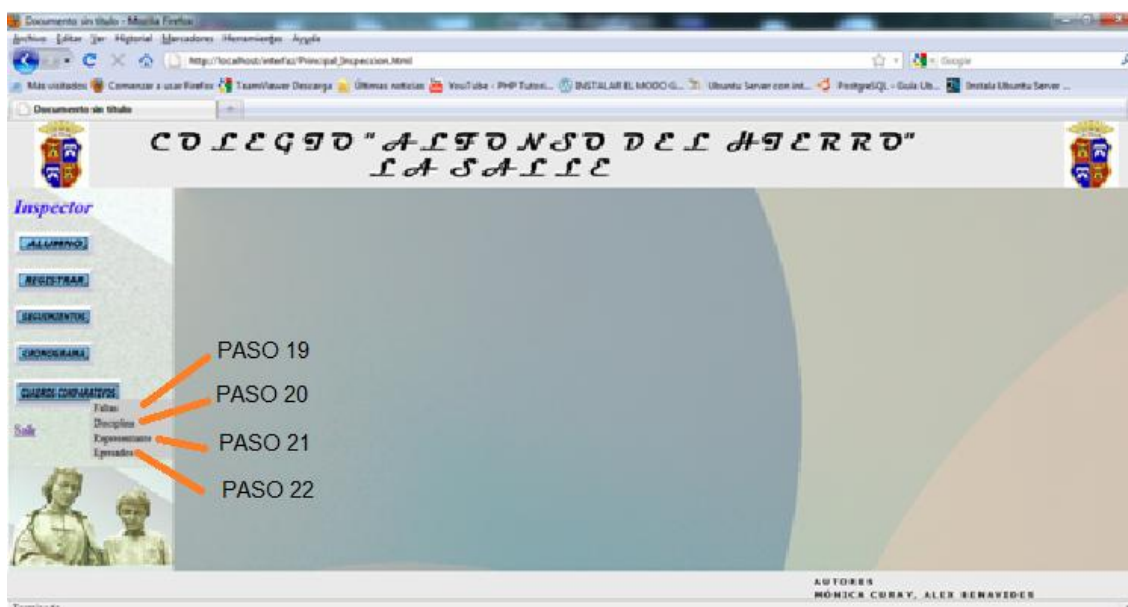 Documento sin título - Mozilla Firefox
Archivo Editar Ver Historial Marcadores Herramientas Ayuda
http://localhost/interfaz/Principal_Inspeccion.html
Google
Más visitados Comenzar a usar Firefox TeamViewer Descarga Últimas noticias YouTube - PHP Tutori... INSTALAR EL MODO G... Ubuntu Server con int... PostgreSQL - Guía Ub... Instala Ubuntu Server ...
Documento sin título
COLEGIO "ALFONSO DEL HIERRO"
LA SALLE
Inspector
ALUMNO
REGISTRAR
SEGUIMIENTOS
CRONOGRAMA
CUADROS COMPARATIVOS
Faltas
Disciplina
Representante
Salir
PASO 19
PASO 20
PASO 21
PASO 22
AUTORES
MÓNICA CURAY, ALEX BENAVIDES